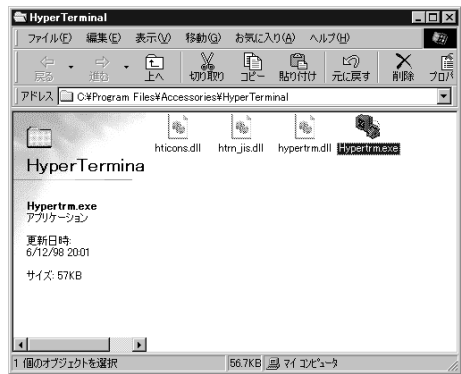 HyperTerminal
ファイル(F) 編集(E) 表示(V) 移動(G) お気に入り(A) ヘルプ(H)
戻る 進む 上へ 切り取り コピー 貼り付け 元に戻す 削除 プロパ
アドレス C:¥Program Files¥Accessories¥HyperTerminal
hticons.dll htrn_jis.dll hypertrm.dll Hypertrm.exe
HyperTermina
Hypertrm.exe
アプリケーション
更新日時:
6/12/98 20:01
サイズ: 57KB
1 個のオブジェクトを選択 56.7KB マイ コンピュータ